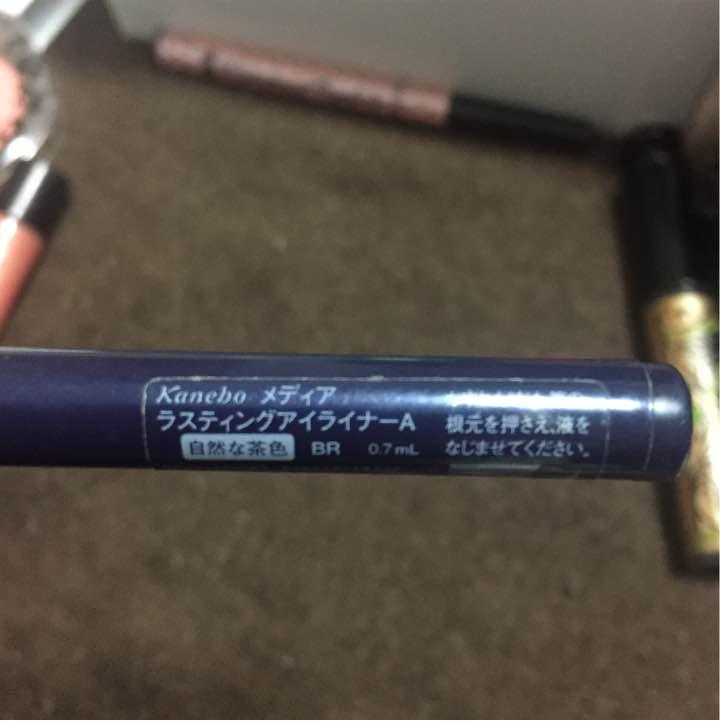 Kanebo メディア
ラスティングアイライナーA
自然な茶色 BR 0.7mL
根元を押さえ、液を
なじませてください。